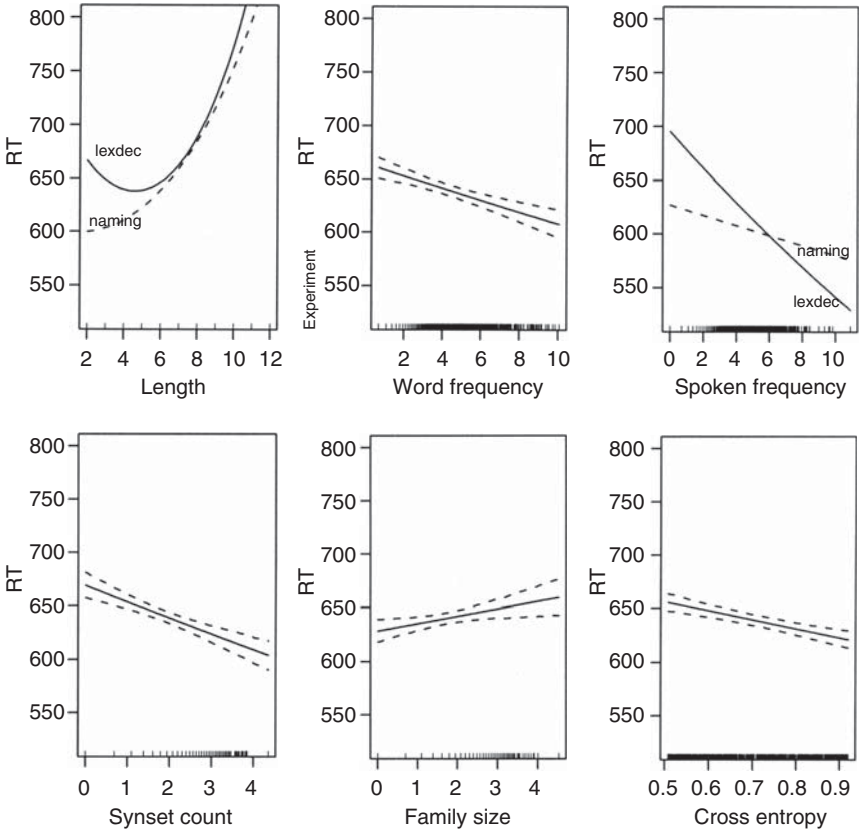 800
750
700
650
600
550
RT
lexdec
naming
2 4 6 8 10 12
Length
800
750
700
650
600
550
RT
Experiment
2 4 6 8 10
Word frequency
800
750
700
650
600
550
RT
naming
lexdec
0 2 4 6 8 10
Spoken frequency
800
750
700
650
600
550
RT
0 1 2 3 4
Synset count
800
750
700
650
600
550
RT
0 1 2 3 4
Family size
800
750
700
650
600
550
RT
0.5 0.6 0.7 0.8 0.9
Cross entropy